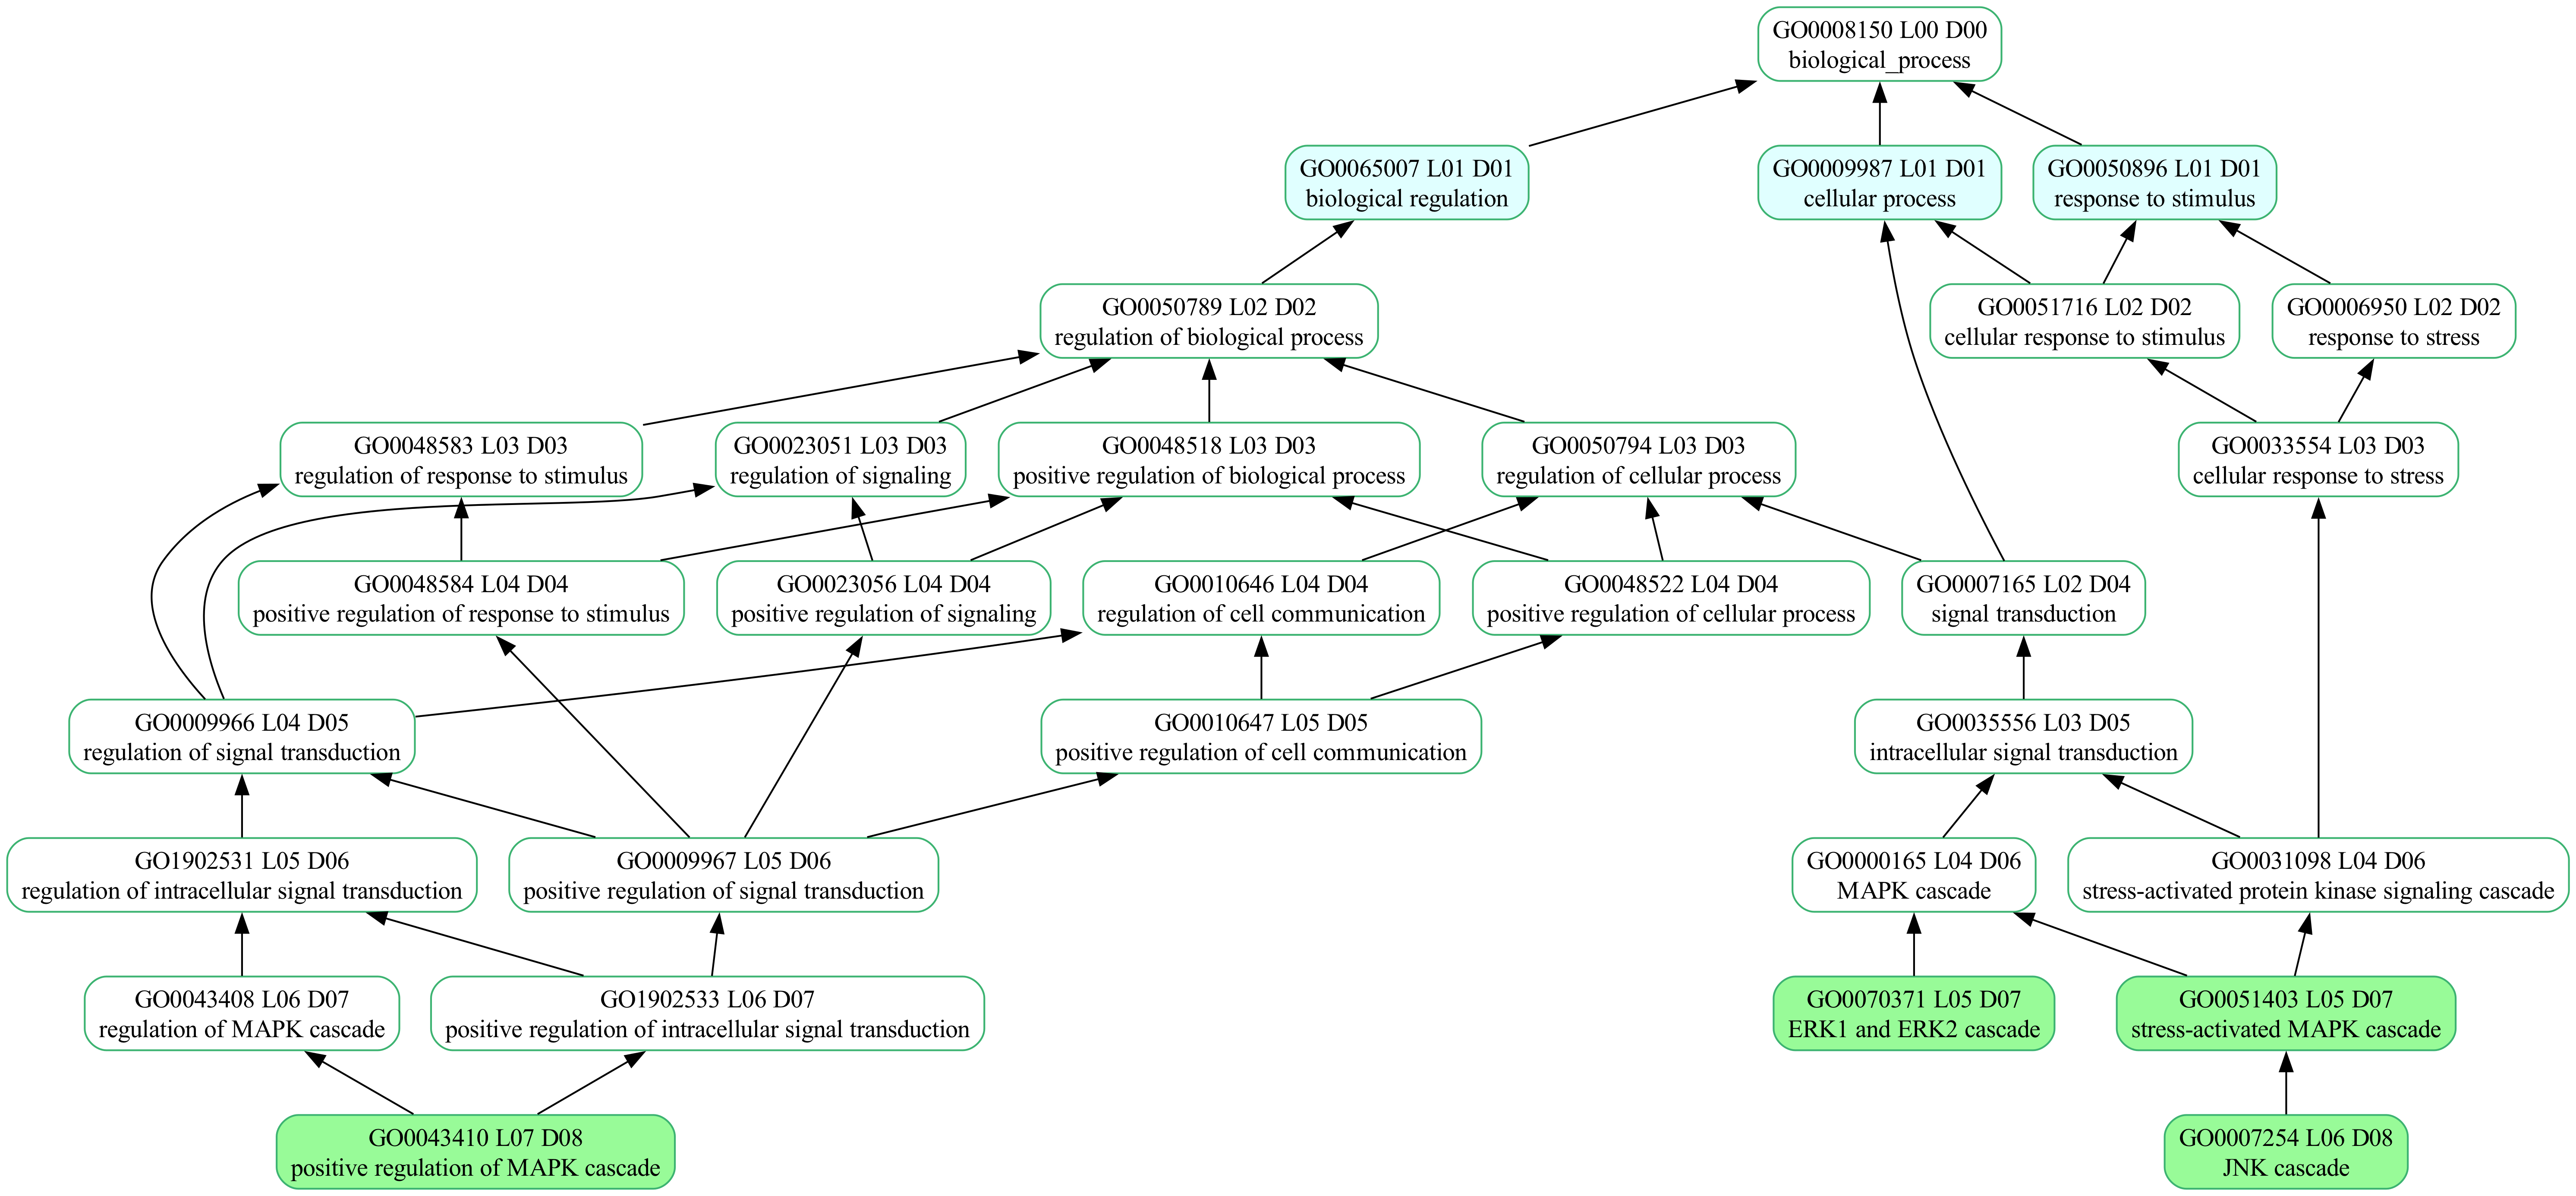 GO0008150 L00 D00
biological_process
GO0065007 L01 D01
biological regulation
GO0009987 L01 D01
cellular process
GO0050896 L01 D01
response to stimulus
GO0050789 L02 D02
regulation of biological process
GO0051716 L02 D02
cellular response to stimulus
GO0006950 L02 D02
response to stress
GO0048583 L03 D03
regulation of response to stimulus
GO0023051 L03 D03
regulation of signaling
GO0048518 L03 D03
positive regulation of biological process
GO0050794 L03 D03
regulation of cellular process
GO0033554 L03 D03
cellular response to stress
GO0048584 L04 D04
positive regulation of response to stimulus
GO0023056 L04 D04
positive regulation of signaling
GO0010646 L04 D04
regulation of cell communication
GO0048522 L04 D04
positive regulation of cellular process
GO0007165 L02 D04
signal transduction
GO0009966 L04 D05
regulation of signal transduction
GO0010647 L05 D05
positive regulation of cell communication
GO0035556 L03 D05
intracellular signal transduction
GO1902531 L05 D06
regulation of intracellular signal transduction
GO0009967 L05 D06
positive regulation of signal transduction
GO0000165 L04 D06
MAPK cascade
GO0031098 L04 D06
stress-activated protein kinase signaling cascade
GO0043408 L06 D07
regulation of MAPK cascade
GO1902533 L06 D07
positive regulation of intracellular signal transduction
GO0070371 L05 D07
ERK1 and ERK2 cascade
GO0051403 L05 D07
stress-activated MAPK cascade
GO0043410 L07 D08
positive regulation of MAPK cascade
GO0007254 L06 D08
JNK cascade